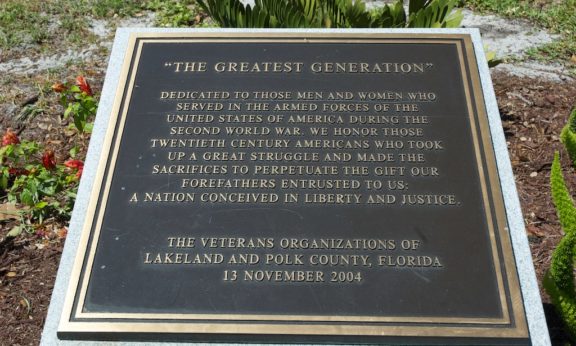 "THE GREATEST GENERATION"
DEDICATED TO THOSE MEN AND WOMEN WHO
SERVED IN THE ARMED FORCES OF THE
UNITED STATES OF AMERICA DURING THE
SECOND WORLD WAR. WE HONOR THOSE
TWENTIETH CENTURY AMERICANS WHO TOOK
UP A GREAT STRUGGLE AND MADE THE
SACRIFICES TO PERPETUATE THE GIFT OUR
FOREFATHERS ENTRUSTED TO US:
A NATION CONCEIVED IN LIBERTY AND JUSTICE.
THE VETERANS ORGANIZATIONS OF
LAKELAND AND POLK COUNTY, FLORIDA
13 NOVEMBER 2004